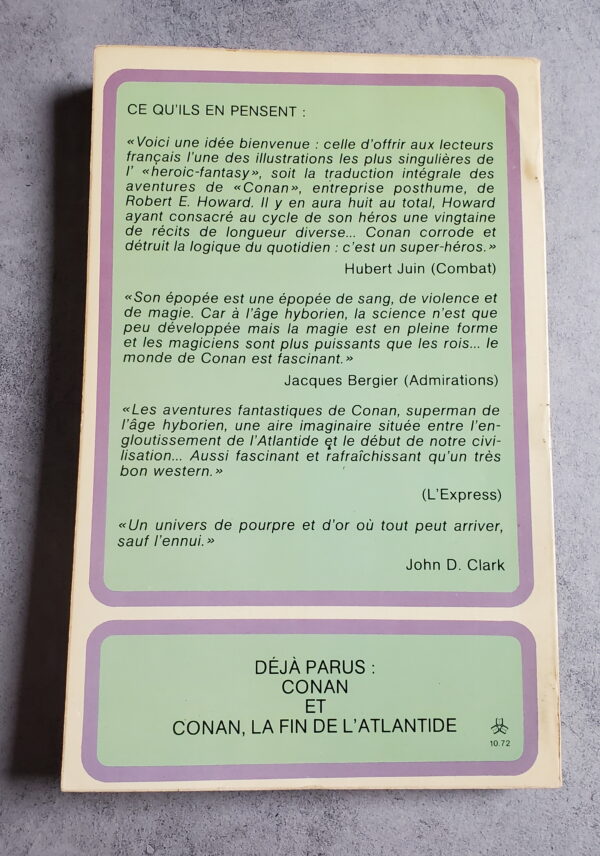 CE QU'ILS EN PENSENT :
«Voici une idée bienvenue : celle d'offrir aux lecteurs
français l'une des illustrations les plus singulières de
l' «heroic-fantasy», soit la traduction intégrale des
aventures de «Conan», entreprise posthume, de
Robert E. Howard. Il y en aura huit au total, Howard
ayant consacré au cycle de son héros une vingtaine
de récits de longueur diverse... Conan corrode et
détruit la logique du quotidien : c'est un super-héros.»
Hubert Juin (Combat)
«Son épopée est une épopée de sang, de violence et
de magie. Car à l'âge hyborien, la science n'est que
peu développée mais la magie est en pleine forme
et les magiciens sont plus puissants que les rois... le
monde de Conan est fascinant.»
Jacques Bergier (Admirations)
«Les aventures fantastiques de Conan, superman de
l'âge hyborien, une aire imaginaire située entre l'en-
gloutissement de l'Atlantide et le début de notre civi-
lisation... Aussi fascinant et rafraîchissant qu'un très
bon western.»
(L'Express)
«Un univers de pourpre et d'or où tout peut arriver,
sauf l'ennui.»
John D. Clark
DÉJÀ PARUS :
CONAN
ET
CONAN, LA FIN DE L'ATLANTIDE
10.72